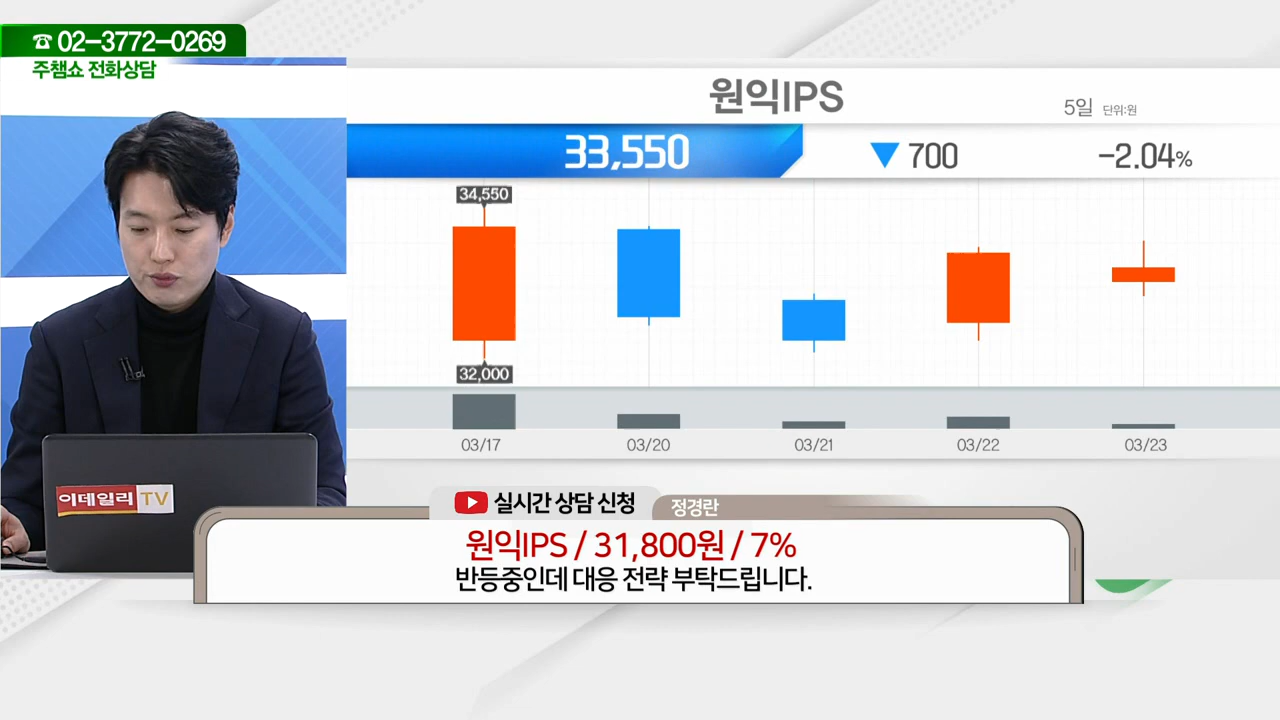 ☎ 02-3772-0269
주챔쇼 전화상담
원익IPS
5일 단위:원
33,550 ▼ 700 -2.04%
34,550
32,000
03/17 03/20 03/21 03/22 03/23
이데일리 TV
실시간 상담 신청 정경란
원익IPS / 31,800원 / 7%
반등중인데 대응 전략 부탁드립니다.